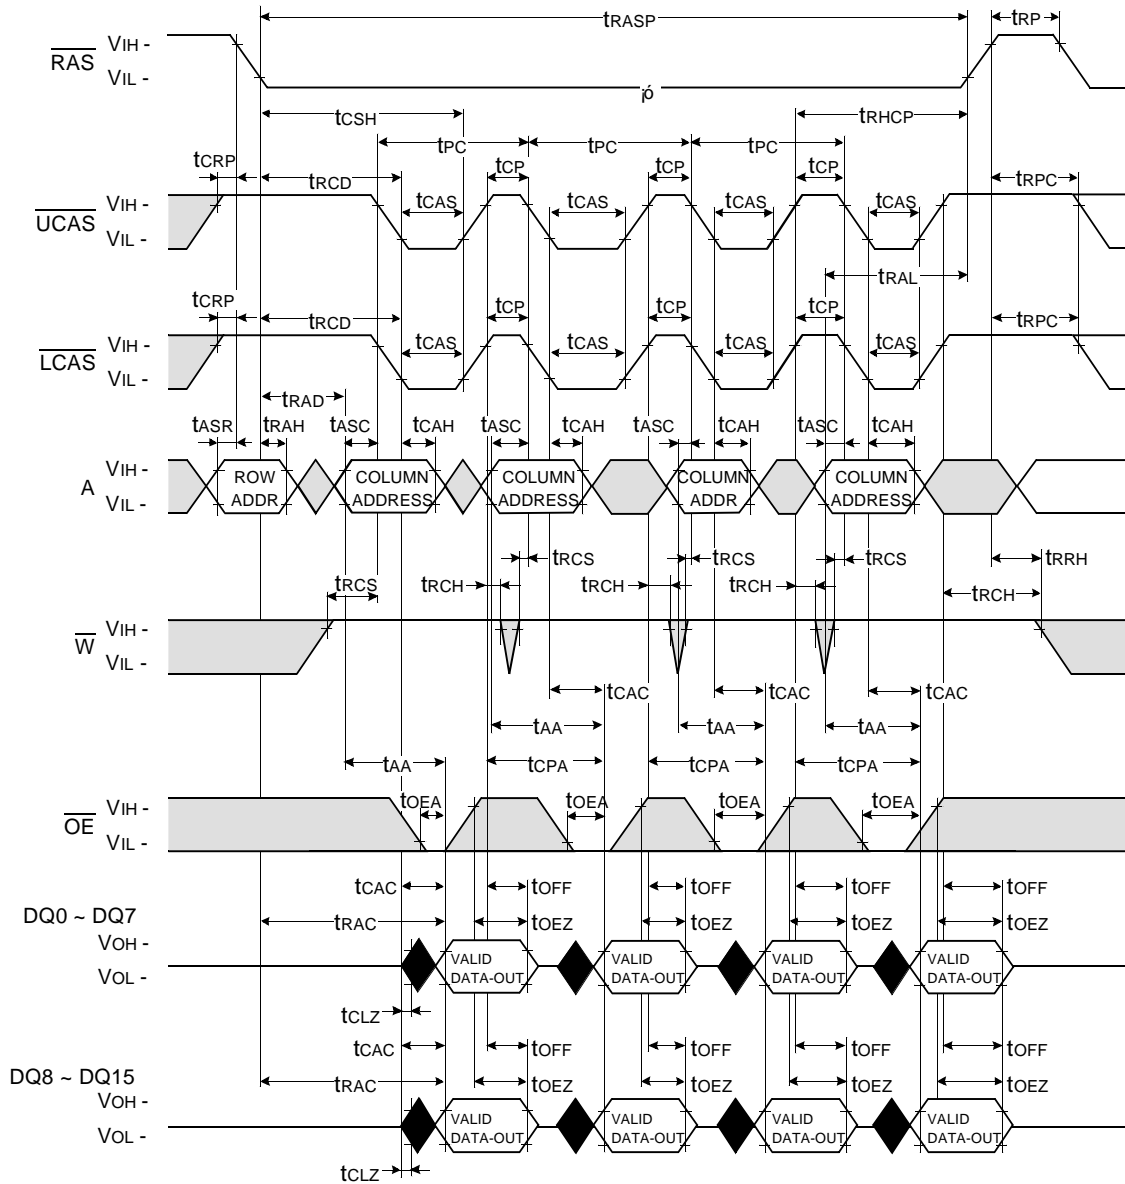 tRASP tRP
RAS VIH -
VIL -
¡ó
tCSH tRHCP
tPC tPC tPC
tCRP tCP tCP tCP
tRCD tRPC
UCAS VIH - tCAS tCAS tCAS tCAS
VIL -
tRAL
tCRP tCP tCP tCP
tRCD tRPC
LCAS VIH - tCAS tCAS tCAS tCAS
VIL -
tRAD
tASR tRAH tASC tCAH tASC tCAH tASC tCAH tASC tCAH
A VIH - ROW COLUMN COLUMN COLUMN COLUMN
VIL - ADDR ADDRESS ADDRESS ADDR ADDRESS
tRCS tRCS tRCS tRRH
tRCS tRCH tRCH tRCH tRCH
W VIH -
VIL -
tCAC tCAC tCAC
tAA tAA tAA
tAA tCPA tCPA tCPA
OE VIH - tOEA tOEA tOEA tOEA
VIL -
tCAC tOFF tOFF tOFF tOFF
DQ0 ~ DQ7 tRAC tOEZ tOEZ tOEZ tOEZ
VOH - VALID VALID VALID VALID
VOL - DATA-OUT DATA-OUT DATA-OUT DATA-OUT
tCLZ
tCAC tOFF tOFF tOFF tOFF
DQ8 ~ DQ15 tRAC tOEZ tOEZ tOEZ tOEZ
VOH - VALID VALID VALID VALID
VOL - DATA-OUT DATA-OUT DATA-OUT DATA-OUT
tCLZ